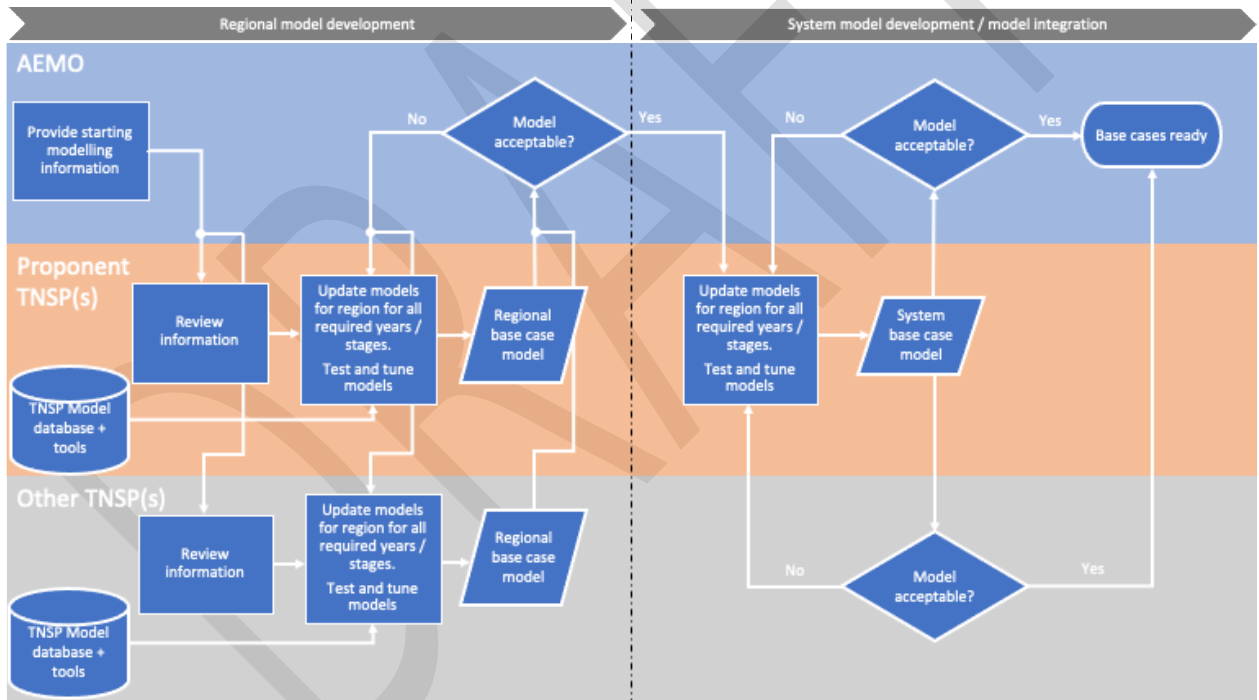 Regional model development
System model development / model integration
AEMO
Provide starting
modelling
information
No
Model
acceptable?
Yes
No
Model
acceptable?
Yes
Base cases ready
Proponent
TNSP(s)
Review
information
Update models
for region for all
required years /
stages.
Test and tune
models
Regional
base case
model
Update models
for region for all
required years /
stages.
Test and tune
models
System
base case
model
TNSP Model
database +
tools
Other TNSP(s)
Review
information
Update models
for region for all
required years /
stages.
Test and tune
models
Regional
base case
model
No
Model
acceptable?
Yes
TNSP Model
database +
tools
DRAFT